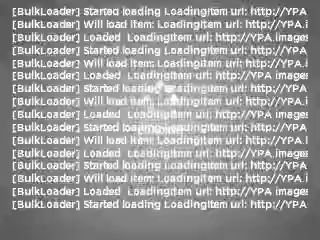 [BulkLoader] Started loading LoadingItem url: http://YPA
[BulkLoader] Will load item: LoadingItem url: http://YPA.i
[BulkLoader] Loaded LoadingItem url: http://YPA.images
[BulkLoader] Started loading LoadingItem url: http://YPA
[BulkLoader] Will load item: LoadingItem url: http://YPA.i
[BulkLoader] Loaded LoadingItem url: http://YPA.images
[BulkLoader] Started loading LoadingItem url: http://YPA
[BulkLoader] Will load item: LoadingItem url: http://YPA.i
[BulkLoader] Loaded LoadingItem url: http://YPA.images
[BulkLoader] Started loading LoadingItem url: http://YPA
[BulkLoader] Will load item: LoadingItem url: http://YPA.i
[BulkLoader] Loaded LoadingItem url: http://YPA.images
[BulkLoader] Started loading LoadingItem url: http://YPA
[BulkLoader] Will load item: LoadingItem url: http://YPA.i
[BulkLoader] Loaded LoadingItem url: http://YPA.images
[BulkLoader] Started loading LoadingItem url: http://YPA